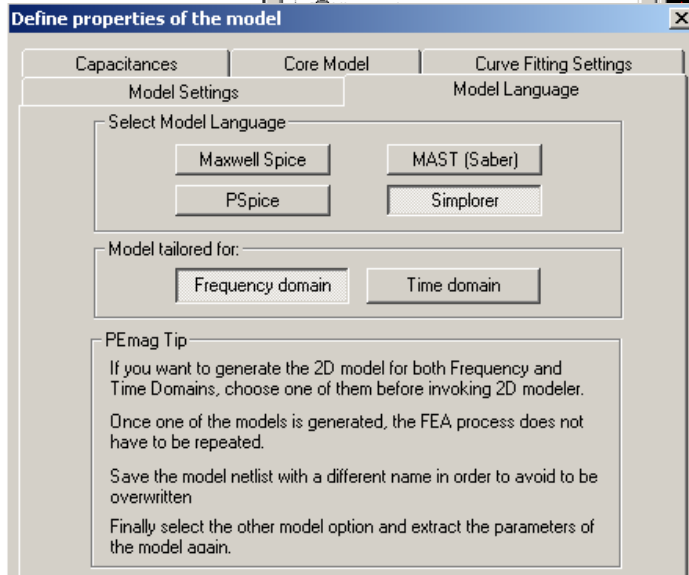 Define properties of the model
Capacitances
Core Model
Curve Fitting Settings
Model Settings
Model Language
Select Model Language
Maxwell Spice
MAST (Saber)
PSpice
Simplorer
Model tailored for:
Frequency domain
Time domain
PEmag Tip
If you want to generate the 2D model for both Frequency and
Time Domains, choose one of them before invoking 2D modeler.
Once one of the models is generated, the FEA process does not
have to be repeated.
Save the model netlist with a different name in order to avoid to be
overwritten
Finally select the other model option and extract the parameters of
the model again.